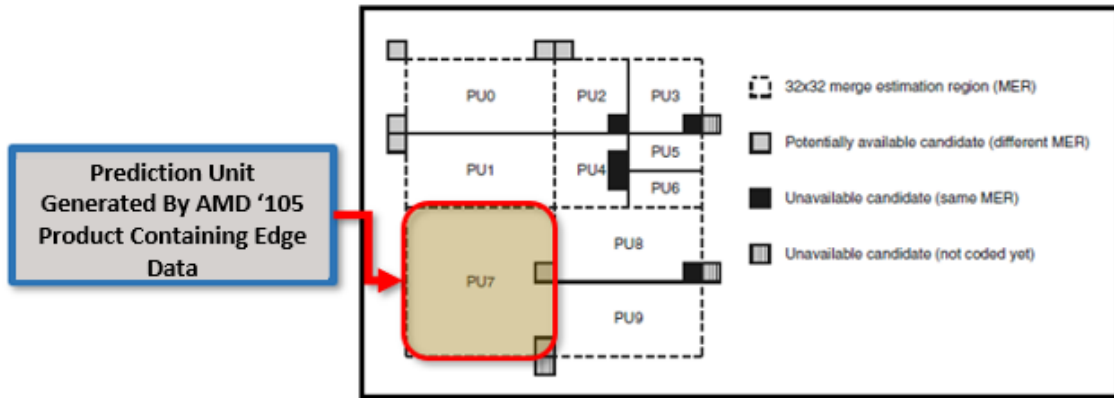 Prediction Unit
Generated By AMD ‘105
Product Containing Edge
Data
PU0
PU2
PU3
PU1
PU4
PU5
PU6
PU7
PU8
PU9
32x32 merge estimation region (MER)
Potentially available candidate (different MER)
Unavailable candidate (same MER)
Unavailable candidate (not coded yet)